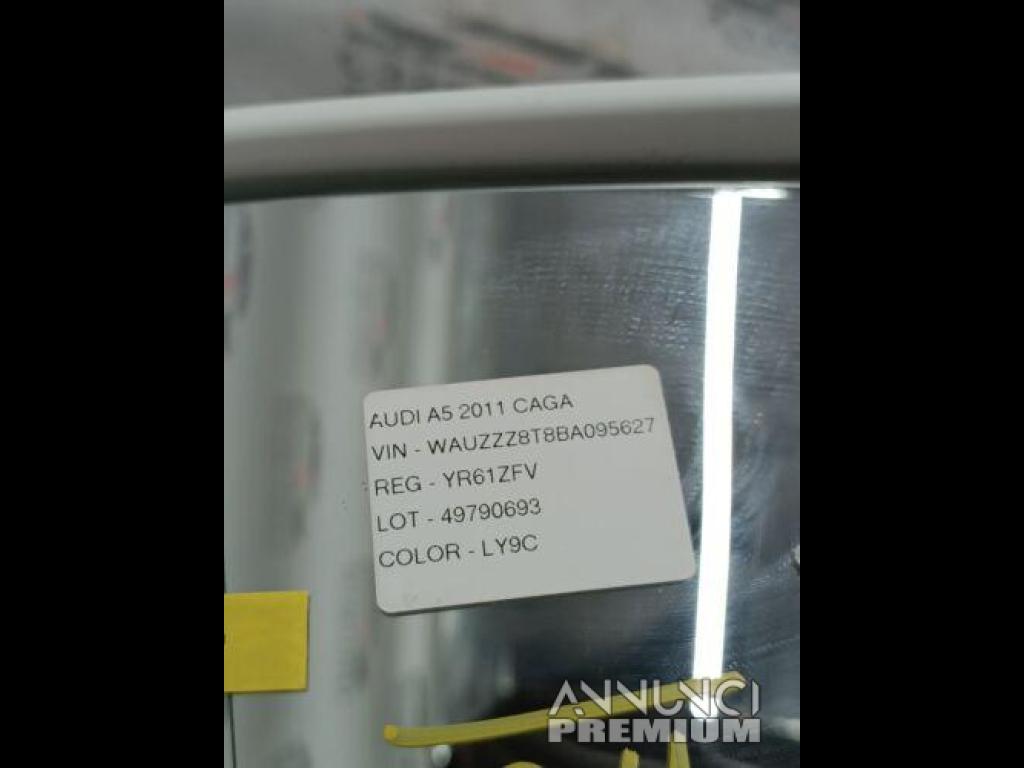 AUDI A5 2011 CAGA
VIN - WAUZZZ8T8BA095627
REG - YR61ZFV
LOT - 49790693
COLOR - LY9C
ANNUNCI
PREMIUM